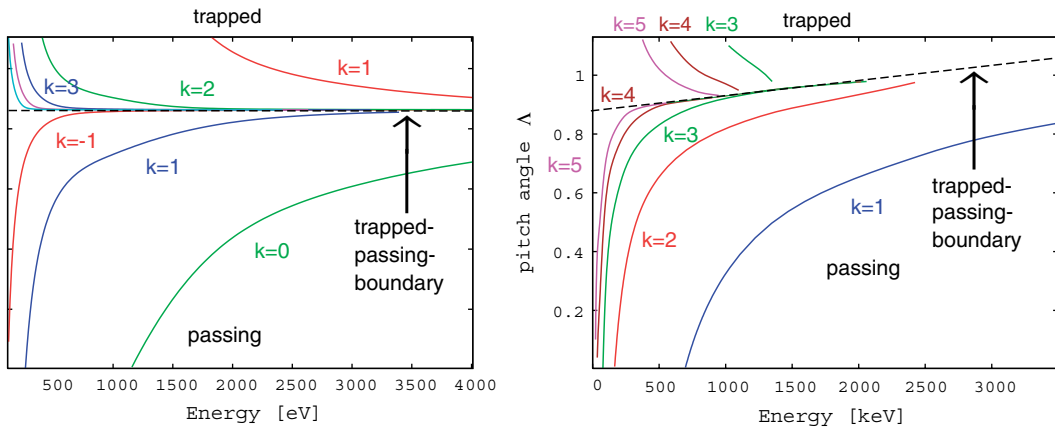 trapped
k=1
k=3
k=2
k=-1
k=1
k=0
trapped-
passing-
boundary
passing
500 1000 1500 2000 2500 3000 3500 4000
Energy [eV]
trapped
k=5
k=4
k=3
1
0.8
0.6
0.4
0.2
pitch angle Λ
k=4
k=3
k=5
k=2
k=1
trapped-
passing-
boundary
passing
0 500 1000 1500 2000 2500 3000
Energy [keV]